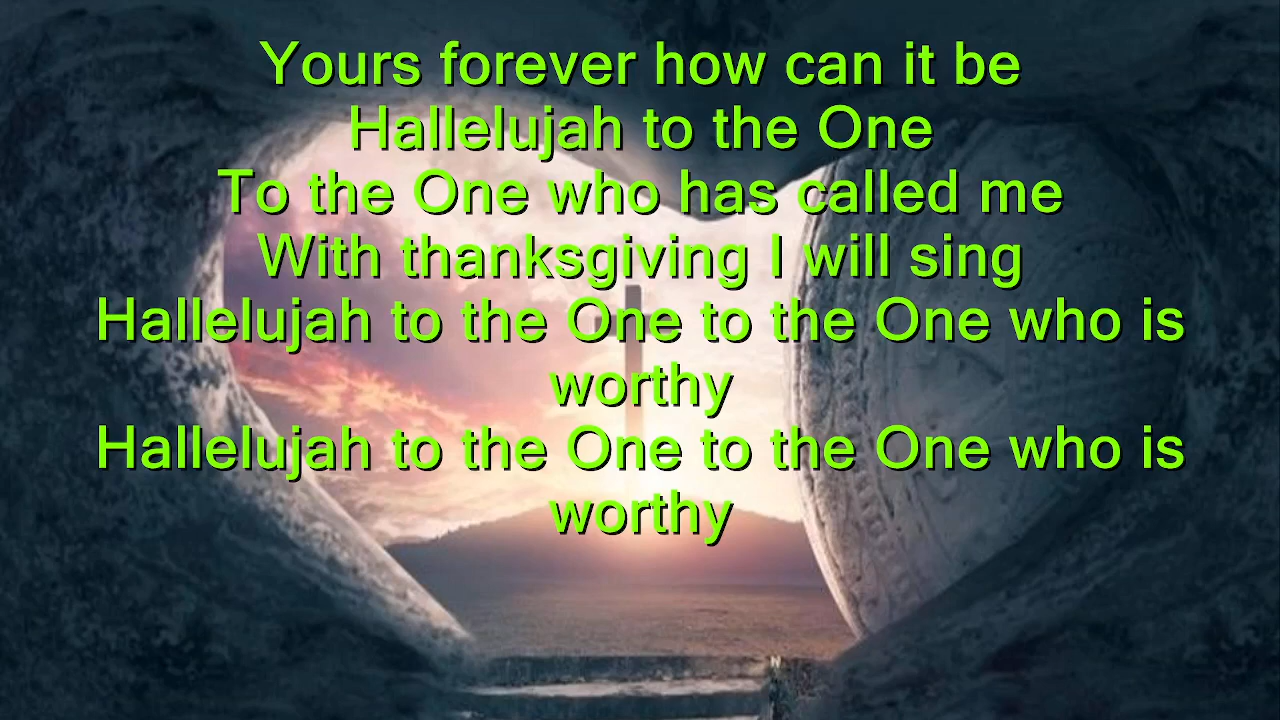 Yours forever how can it be
Hallelujah to the One
To the One who has called me
With thanksgiving I will sing
Hallelujah to the One to the One who is
worthy
Hallelujah to the One to the One who is
worthy